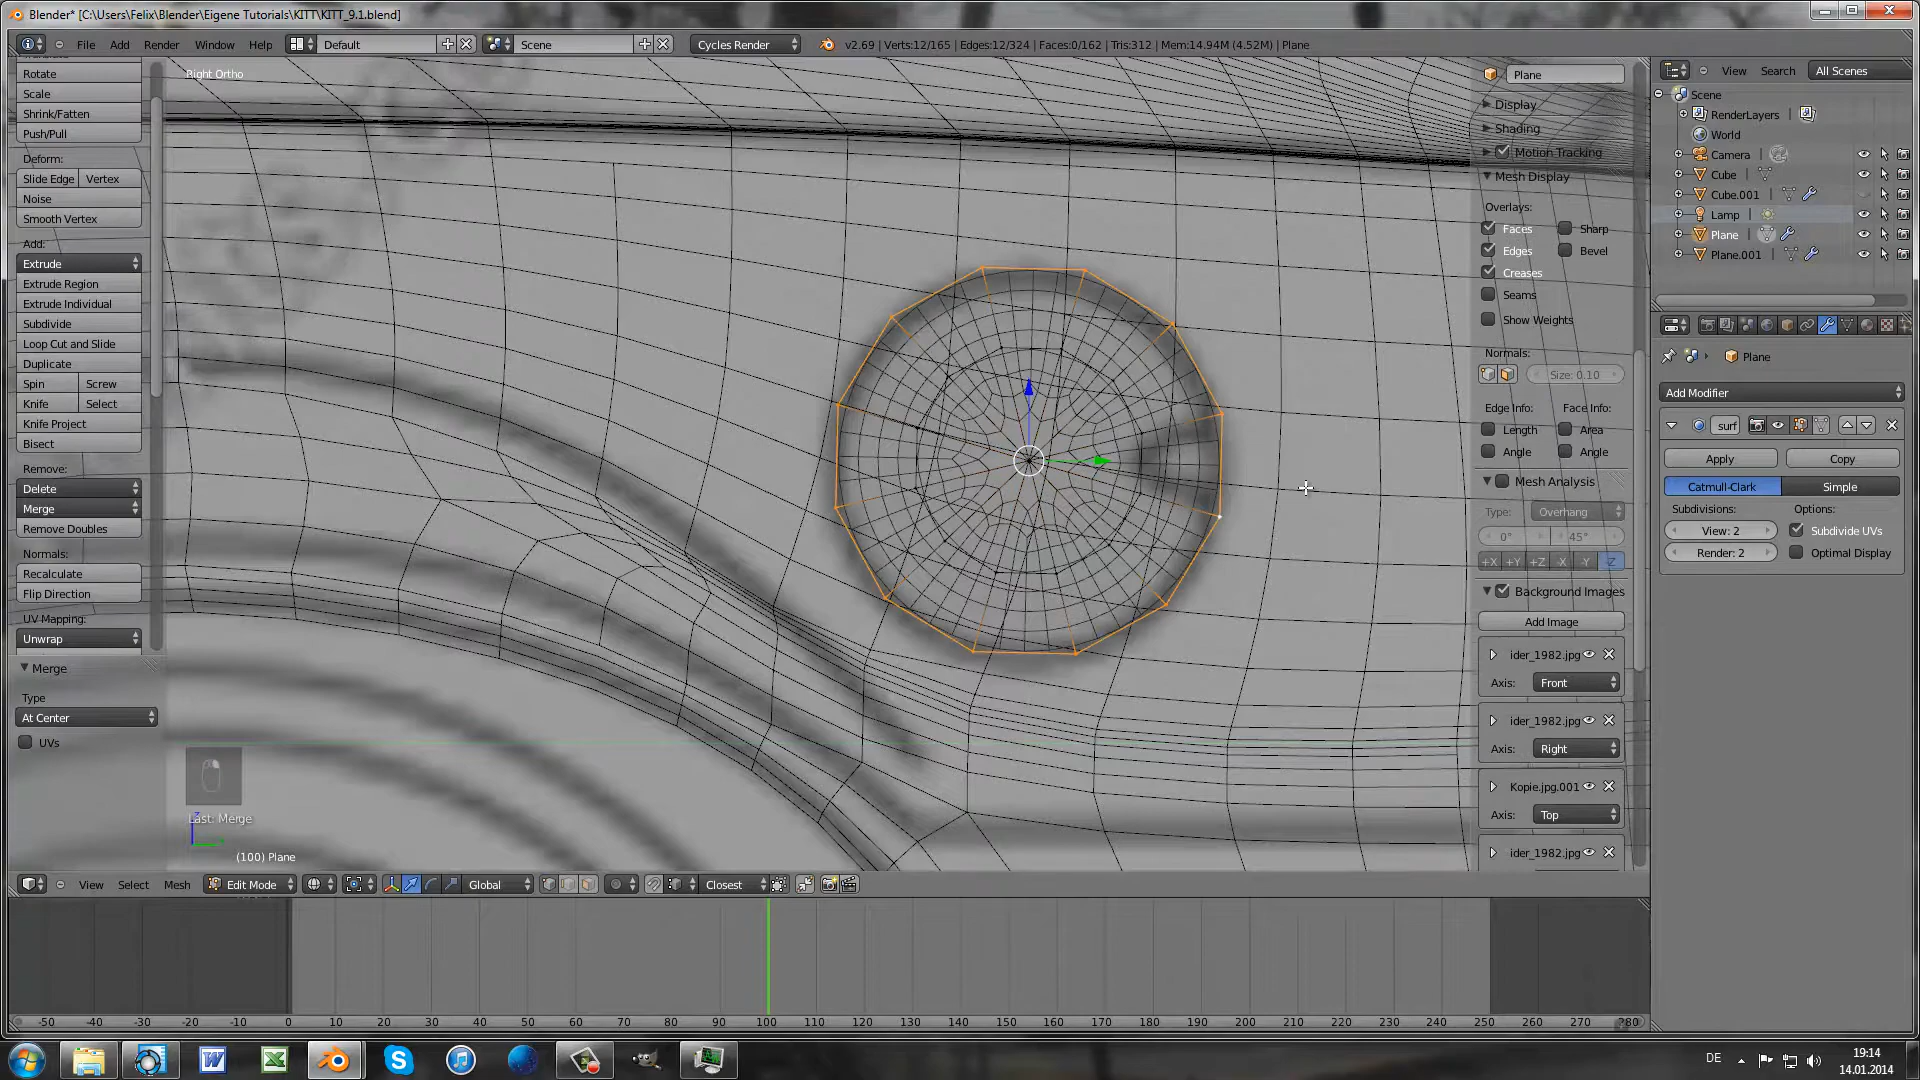 Blender* [C:\Users\Felix\Blender\Eigene Tutorials\KITT\KITT_9.1.blend]
File Add Render Window Help Default Scene Cycles Render v2.69 | Verts:12/165 | Edges:12/324 | Faces:0/162 | Tris:312 | Mem:14.94M (4.52M) | Plane
Right Ortho
Rotate
Scale
Shrink/Fatten
Push/Pull
Deform:
Slide Edge Vertex
Noise
Smooth Vertex
Add:
Extrude
Extrude Region
Extrude Individual
Subdivide
Loop Cut and Slide
Duplicate
Spin Screw
Knife Select
Knife Project
Bisect
Remove:
Delete
Merge
Remove Doubles
Normals:
Recalculate
Flip Direction
UV Mapping:
Unwrap
Merge
Type
At Center
UVs
Last: Merge
z
(100) Plane
Plane
Display
Shading
Motion Tracking
Mesh Display
Overlays:
Faces Sharp
Edges Bevel
Creases
Seams
Show Weights
Normals:
Size: 0.10
Edge Info: Face Info:
Length Area
Angle Angle
Mesh Analysis
Type: Overhang
0° 45°
+X +Y +Z -X -Y -Z
Background Images
Add Image
ider_1982.jpg
Axis: Front
ider_1982.jpg
Axis: Right
Kopie.jpg.001
Axis: Top
ider_1982.jpg
View Search All Scenes
Scene
RenderLayers
World
Camera
Cube
Cube.001
Lamp
Plane
Plane.001
Plane
Add Modifier
surf
Apply Copy
Catmull-Clark Simple
Subdivisions: Options:
View: 2 Subdivide UVs
Render: 2 Optimal Display
View Select Mesh Edit Mode Global Closest
-50 -40 -30 -20 -10 0 10 20 30 40 50 60 70 80 90 100 110 120 130 140 150 160 170 180 190 200 210 220 230 240 250 260 270 280
DE 19:14
14.01.2014